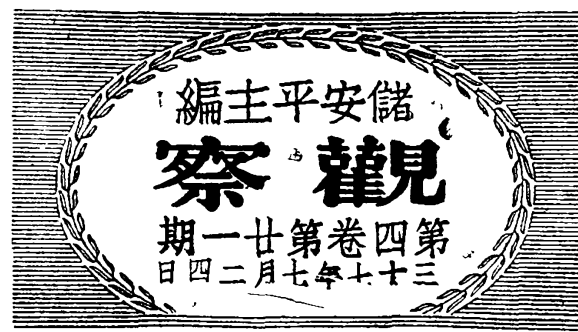 儲安平主編
觀察
第四卷第廿一期
三十七年七月二四日